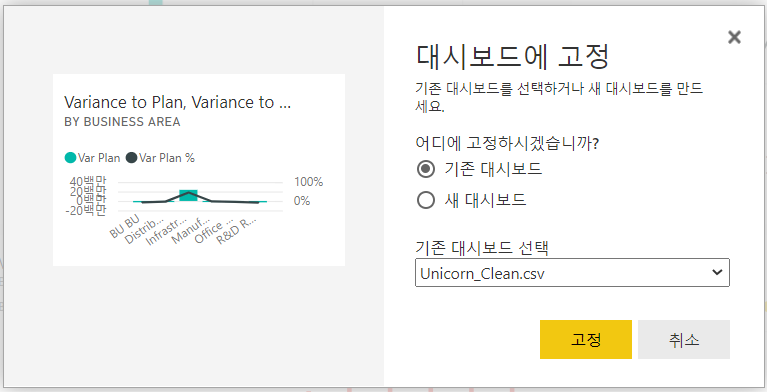 Variance to Plan, Variance to ...
BY BUSINESS AREA
Var Plan Var Plan %
40백만
20백만
0백만
-20백만
100%
0%
BU BU
Distrib...
Infrastr...
Manuf...
Office ...
R&D R...
대시보드에 고정
기존 대시보드를 선택하거나 새 대시보드를 만드
세요.
어디에 고정하시겠습니까?
기존 대시보드
새 대시보드
기존 대시보드 선택
Unicorn_Clean.csv
고정 취소